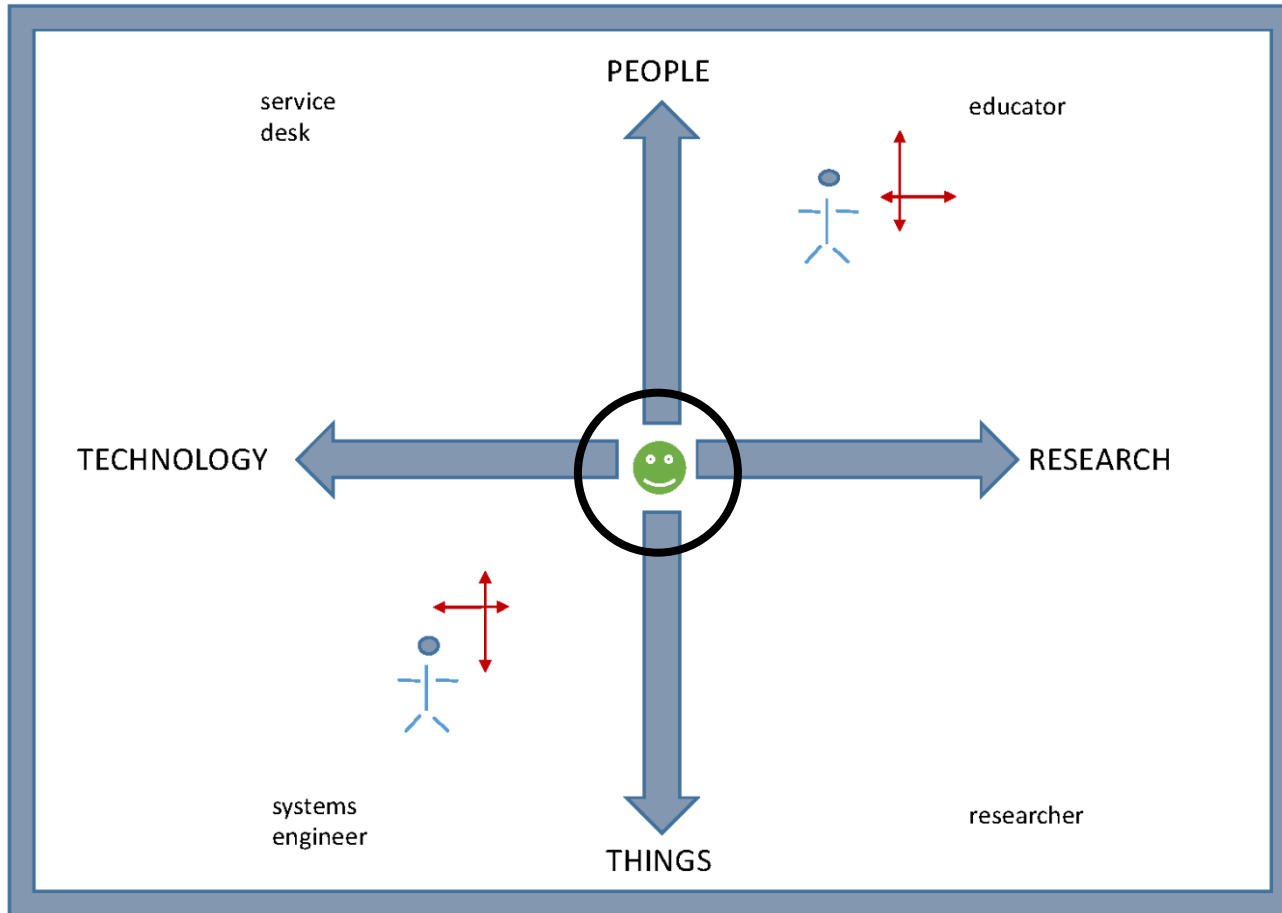 PEOPLE
service
desk
educator
TECHNOLOGY
RESEARCH
systems
engineer
researcher
THINGS